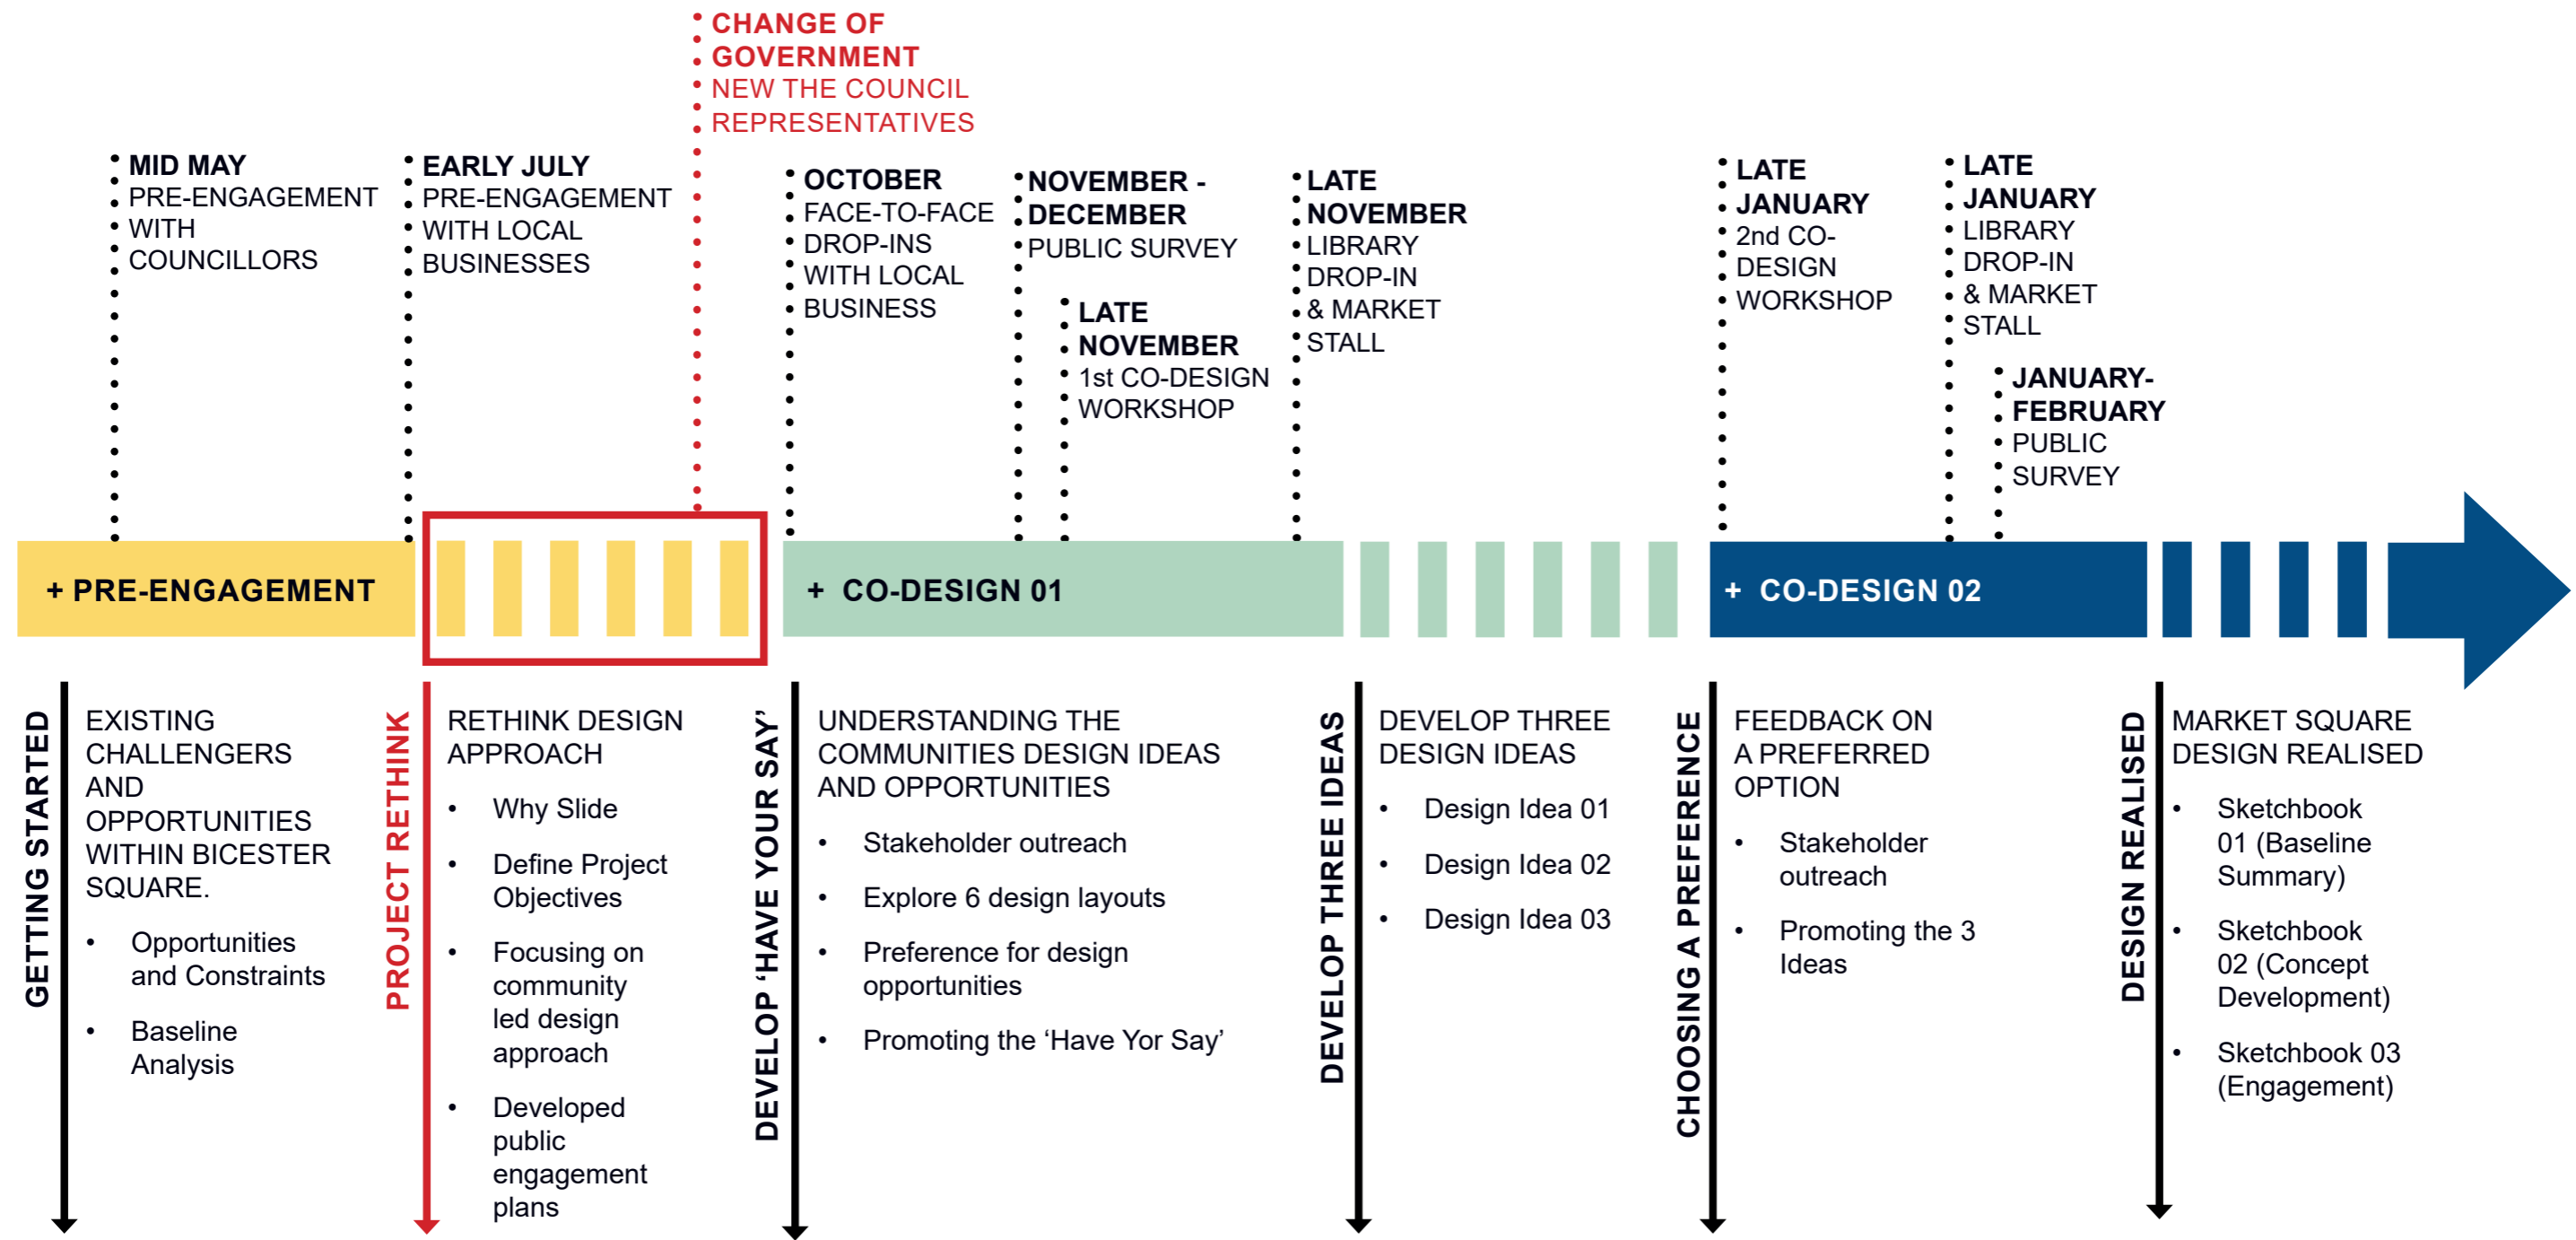 CHANGE OF
GOVERNMENT
NEW THE COUNCIL
REPRESENTATIVES
MID MAY
PRE-ENGAGEMENT
WITH
COUNCILLORS
EARLY JULY
PRE-ENGAGEMENT
WITH LOCAL
BUSINESSES
OCTOBER
FACE-TO-FACE
DROP-INS
WITH LOCAL
BUSINESS
NOVEMBER -
DECEMBER
PUBLIC SURVEY
LATE
NOVEMBER
1st CO-DESIGN
WORKSHOP
LATE
NOVEMBER
LIBRARY
DROP-IN
& MARKET
STALL
LATE
JANUARY
2nd CO-
DESIGN
WORKSHOP
LATE
JANUARY
LIBRARY
DROP-IN
& MARKET
STALL
JANUARY-
FEBRUARY
PUBLIC
SURVEY
+ PRE-ENGAGEMENT
+ CO-DESIGN 01
+ CO-DESIGN 02
GETTING STARTED
EXISTING
CHALLENGERS
AND
OPPORTUNITIES
WITHIN BICESTER
SQUARE.
• Opportunities
and Constraints
• Baseline
Analysis
PROJECT RETHINK
RETHINK DESIGN
APPROACH
• Why Slide
• Define Project
Objectives
• Focusing on
community
led design
approach
• Developed
public
engagement
plans
DEVELOP ‘HAVE YOUR SAY’
UNDERSTANDING THE
COMMUNITIES DESIGN IDEAS
AND OPPORTUNITIES
• Stakeholder outreach
• Explore 6 design layouts
• Preference for design
opportunities
• Promoting the ‘Have Yor Say’
DEVELOP THREE IDEAS
DEVELOP THREE
DESIGN IDEAS
• Design Idea 01
• Design Idea 02
• Design Idea 03
CHOOSING A PREFERENCE
FEEDBACK ON
A PREFERRED
OPTION
• Stakeholder
outreach
• Promoting the 3
Ideas
DESIGN REALISED
MARKET SQUARE
DESIGN REALISED
• Sketchbook
01 (Baseline
Summary)
• Sketchbook
02 (Concept
Development)
• Sketchbook 03
(Engagement)